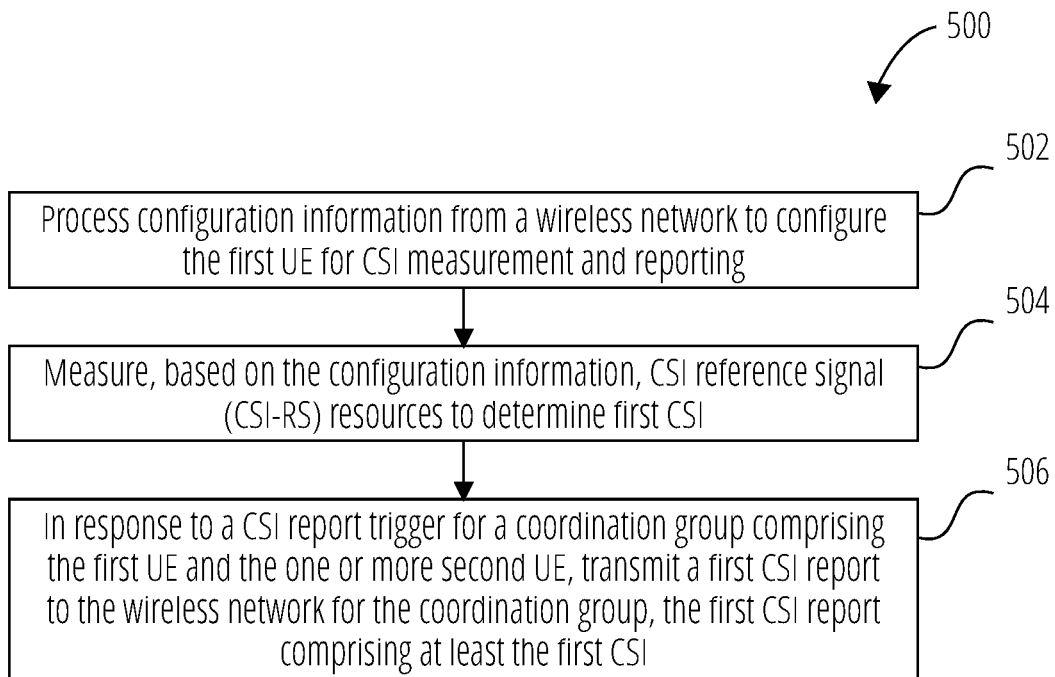 500
502
Process configuration information from a wireless network to configure
the first UE for CSI measurement and reporting
504
Measure, based on the configuration information, CSI reference signal
(CSI-RS) resources to determine first CSI
506
In response to a CSI report trigger for a coordination group comprising
the first UE and the one or more second UE, transmit a first CSI report
to the wireless network for the coordination group, the first CSI report
comprising at least the first CSI